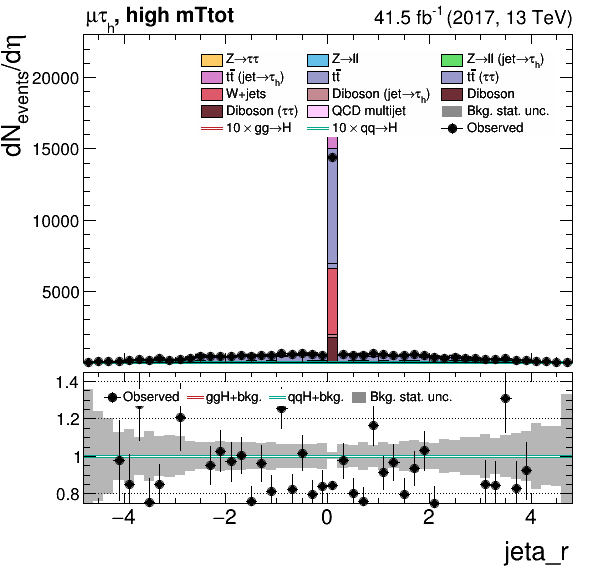 μτh, high mTtot 41.5 fb⁻¹ (2017, 13 TeV)
dNevents/dη
Z→ττ Z→ll Z→ll (jet→τh)
tt̄ (jet→τh) tt̄ tt̄ (ττ)
W+jets Diboson (jet→τh) Diboson
Diboson (ττ) QCD multijet Bkg. stat. unc.
10×gg→H 10×qq→H Observed
20000
15000
10000
5000
1.4
Observed ggH+bkg. qqH+bkg. Bkg. stat. unc.
1.2
1
0.8
−4 −2 0 2 4
jeta_r